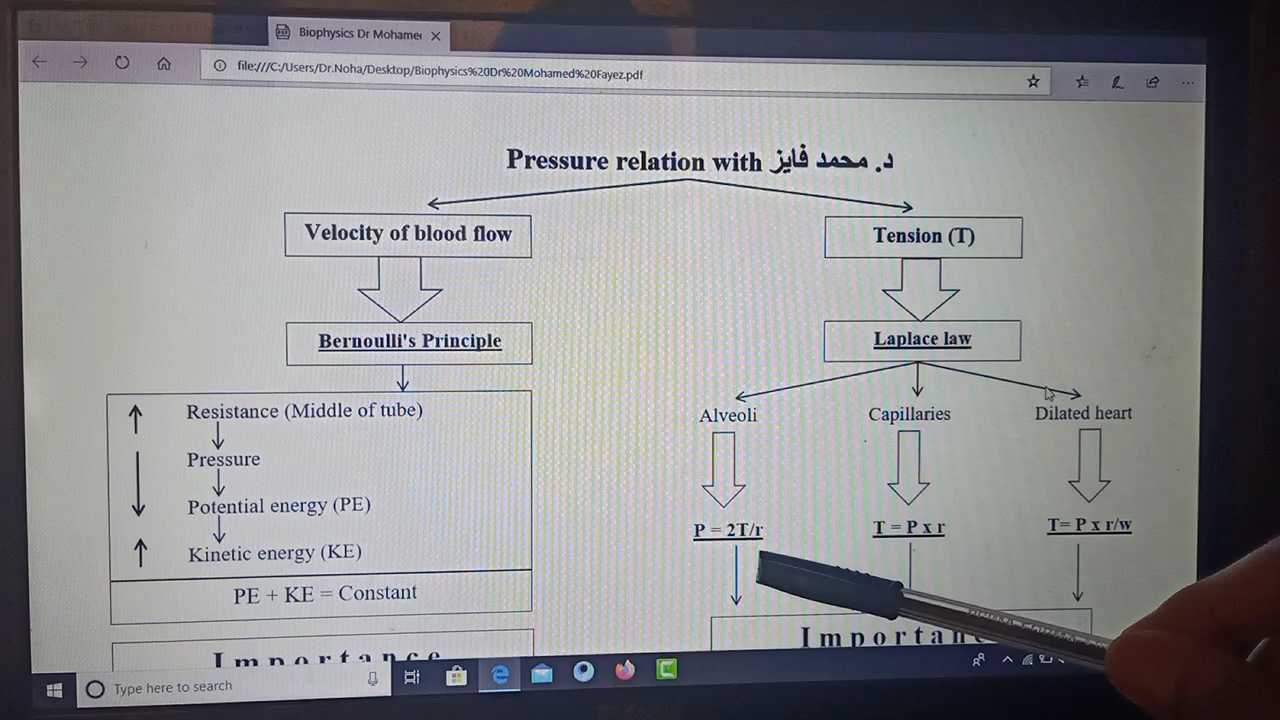 Biophysics Dr Mohamed
file:///C:/Users/Dr.Noha/Desktop/Biophysics%20Dr%20Mohamed%20Fayez.pdf
Pressure relation with د. محمد فايز
Velocity of blood flow
Tension (T)
Bernoulli's Principle
Laplace law
Resistance (Middle of tube)
Pressure
Potential energy (PE)
Kinetic energy (KE)
PE + KE = Constant
Alveoli
Capillaries
Dilated heart
P = 2T/r
T = P x r
T= P x r/w
Importance
Importan
Type here to search